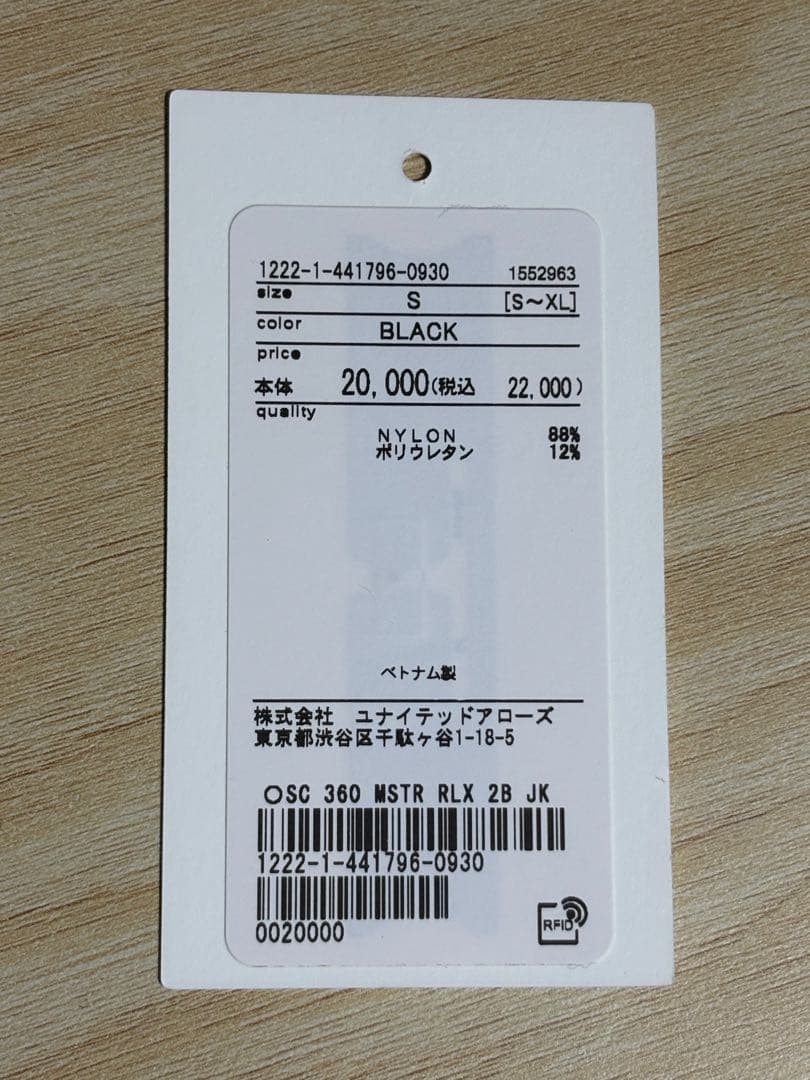 1222-1-441796-0930 1552963
size S [S～XL]
color BLACK
price
本体 20,000(税込 22,000)
quality
NYLON 88%
ポリウレタン 12%
ベトナム製
株式会社 ユナイテッドアローズ
東京都渋谷区千駄ヶ谷1-18-5
○SC 360 MSTR RLX 2B JK
1222-1-441796-0930
0020000
RFID